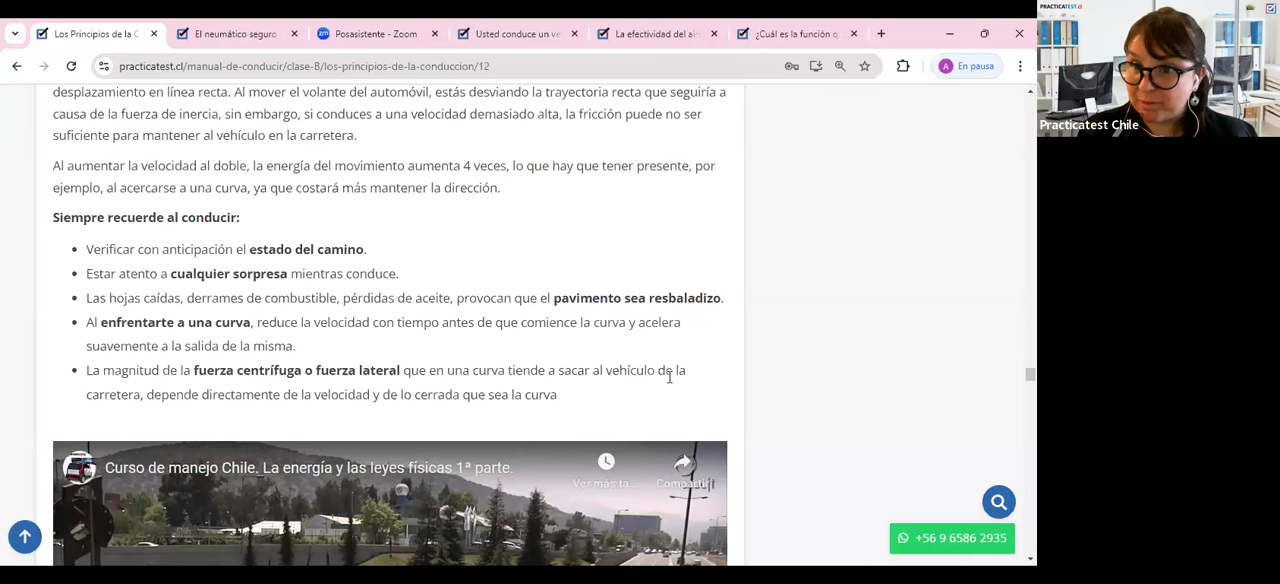 PRACTICATEST.cl
Los Principios de la C
El neumático seguro
Posasistente - Zoom
Usted conduce un ve
La efectividad del ai
¿Cuál es la función q
practicatest.cl/manual-de-conducir/clase-B/los-principios-de-la-conduccion/12
A
En pausa
Practicatest Chile
desplazamiento en línea recta. Al mover el volante del automóvil, estás desviando la trayectoria recta que seguiría a
causa de la fuerza de inercia, sin embargo, si conduces a una velocidad demasiado alta, la fricción puede no ser
suficiente para mantener al vehículo en la carretera.
Al aumentar la velocidad al doble, la energía del movimiento aumenta 4 veces, lo que hay que tener presente, por
ejemplo, al acercarse a una curva, ya que costará más mantener la dirección.
Siempre recuerde al conducir:
Verificar con anticipación el estado del camino.
Estar atento a cualquier sorpresa mientras conduce.
Las hojas caídas, derrames de combustible, pérdidas de aceite, provocan que el pavimento sea resbaladizo.
Al enfrentarte a una curva, reduce la velocidad con tiempo antes de que comience la curva y acelera
suavemente a la salida de la misma.
La magnitud de la fuerza centrífuga o fuerza lateral que en una curva tiende a sacar al vehículo de la
carretera, depende directamente de la velocidad y de lo cerrada que sea la curva
Curso de manejo Chile. La energía y las leyes físicas 1ª parte.
Ver más ta...
Compartir
+56 9 6586 2935